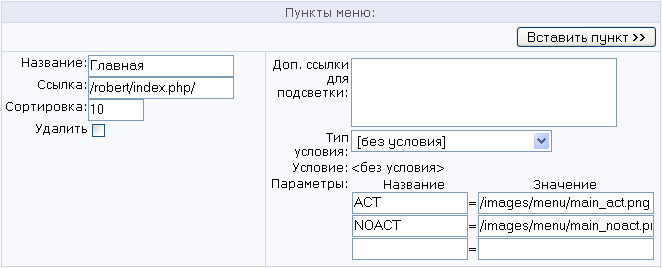 Пункты меню:
Вставить пункт >>
Название: Главная
Ссылка: /robert/index.php/
Сортировка: 10
Удалить
Доп. ссылки
для
подсветки:
Тип
условия: [без условия]
Условие: <без условия>
Параметры: Название Значение
ACT = /images/menu/main_act.png
NOACT = /images/menu/main_noact.p
=